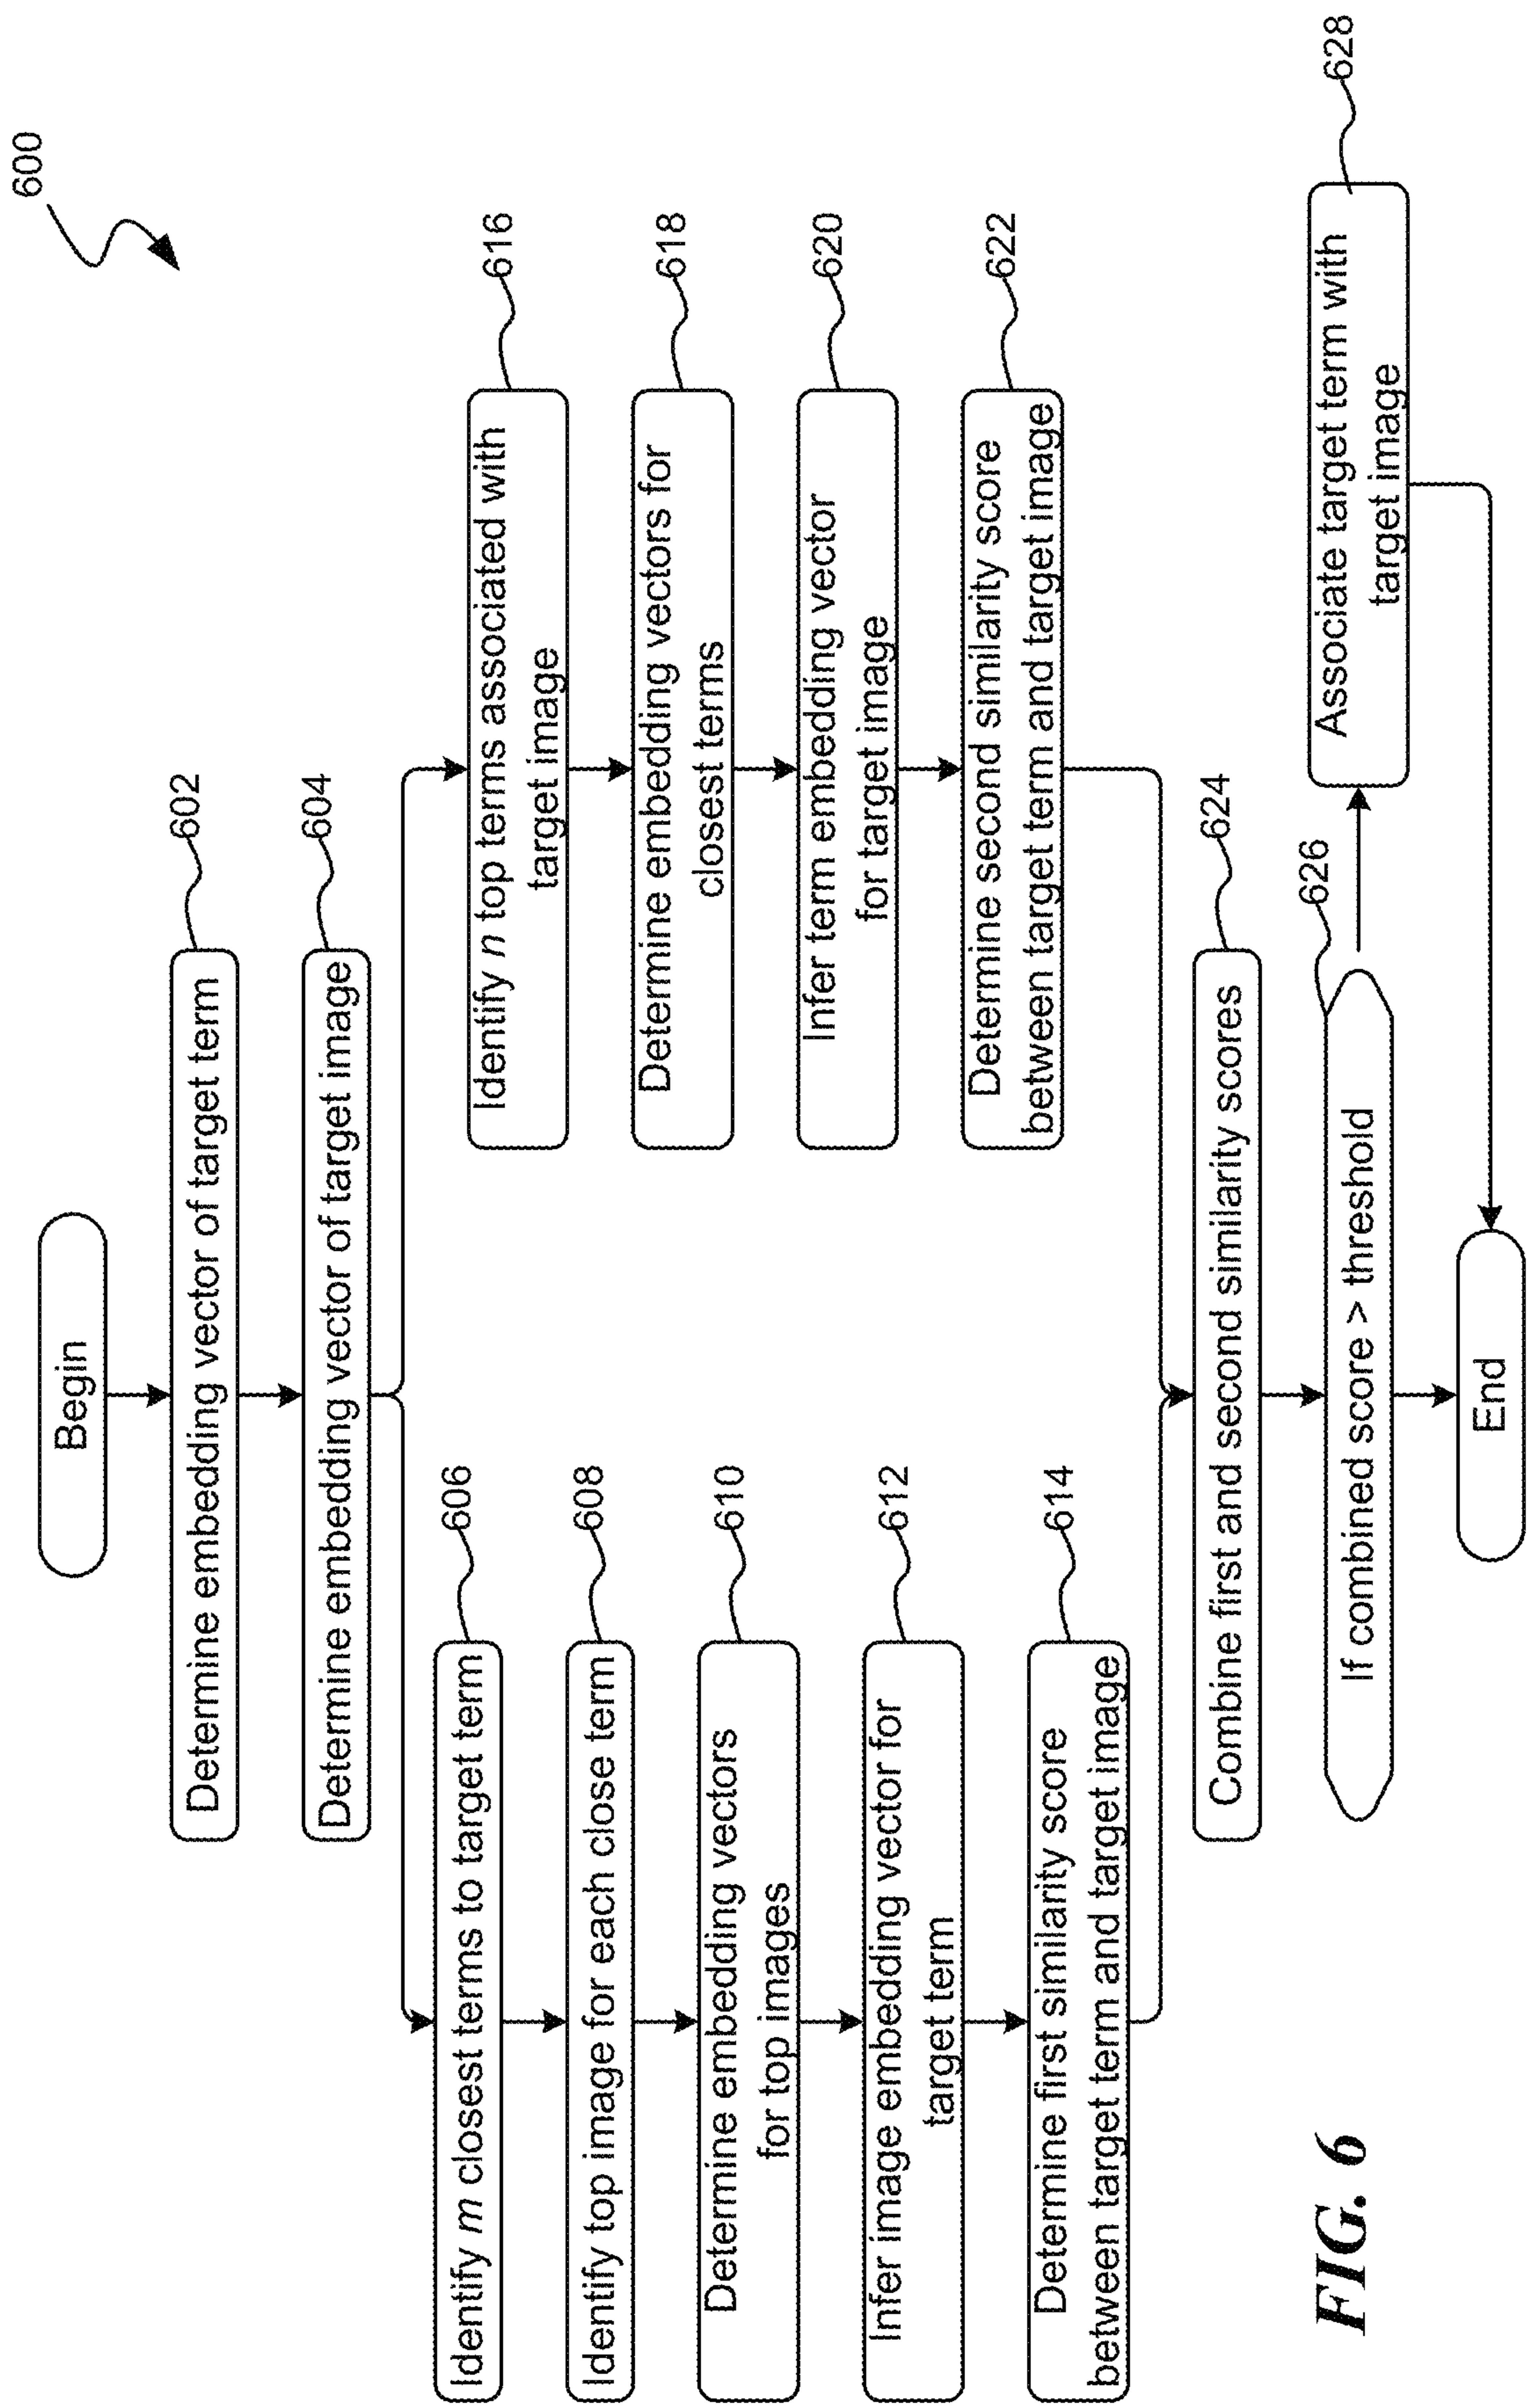 600
Begin
602
Determine embedding vector of target term
604
Determine embedding vector of target image
606
Identify m closest terms to target term
608
Identify top image for each close term
610
Determine embedding vectors
for top images
612
Infer image embedding vector for
target term
614
Determine first similarity score
between target term and target image
616
Identify n top terms associated with
target image
618
Determine embedding vectors for
closest terms
620
Infer term embedding vector
for target image
622
Determine second similarity score
between target term and target image
624
Combine first and second similarity scores
626
If combined score > threshold
628
Associate target term with
target image
End
FIG. 6